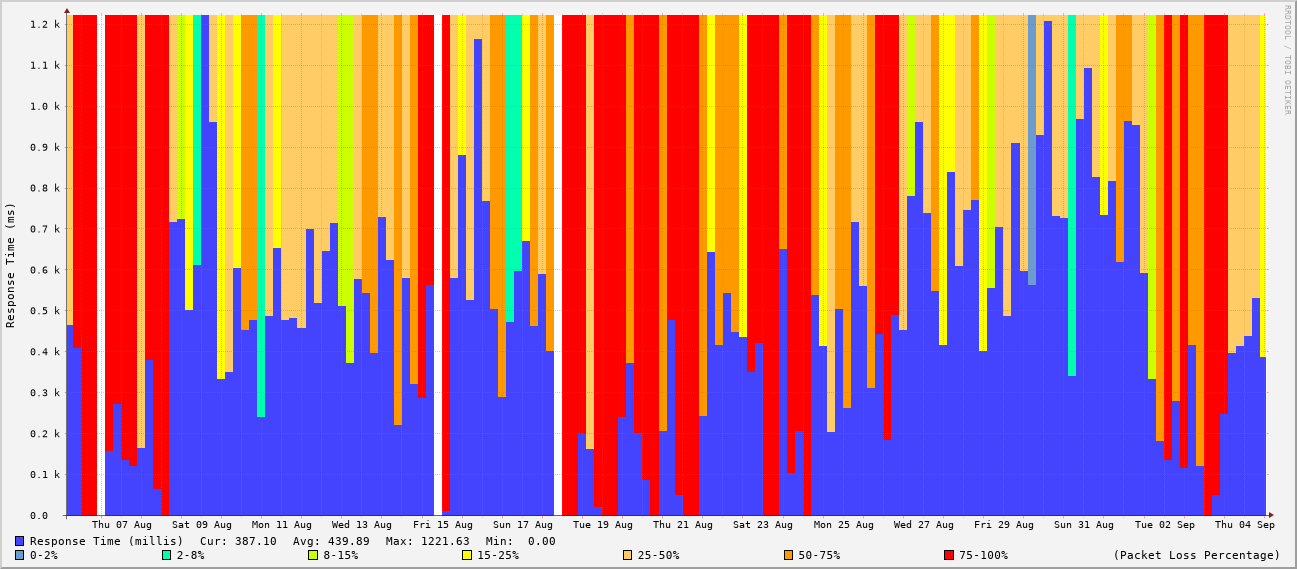 RRDTOOL / TOBI OETIKER
Response Time (ms)
1.2 k
1.1 k
1.0 k
0.9 k
0.8 k
0.7 k
0.6 k
0.5 k
0.4 k
0.3 k
0.2 k
0.1 k
0.0
Thu 07 Aug Sat 09 Aug Mon 11 Aug Wed 13 Aug Fri 15 Aug Sun 17 Aug Tue 19 Aug Thu 21 Aug Sat 23 Aug Mon 25 Aug Wed 27 Aug Fri 29 Aug Sun 31 Aug Tue 02 Sep Thu 04 Sep
Response Time (millis) Cur: 387.10 Avg: 439.89 Max: 1221.63 Min: 0.00
0-2% 2-8% 8-15% 15-25% 25-50% 50-75% 75-100% (Packet Loss Percentage)